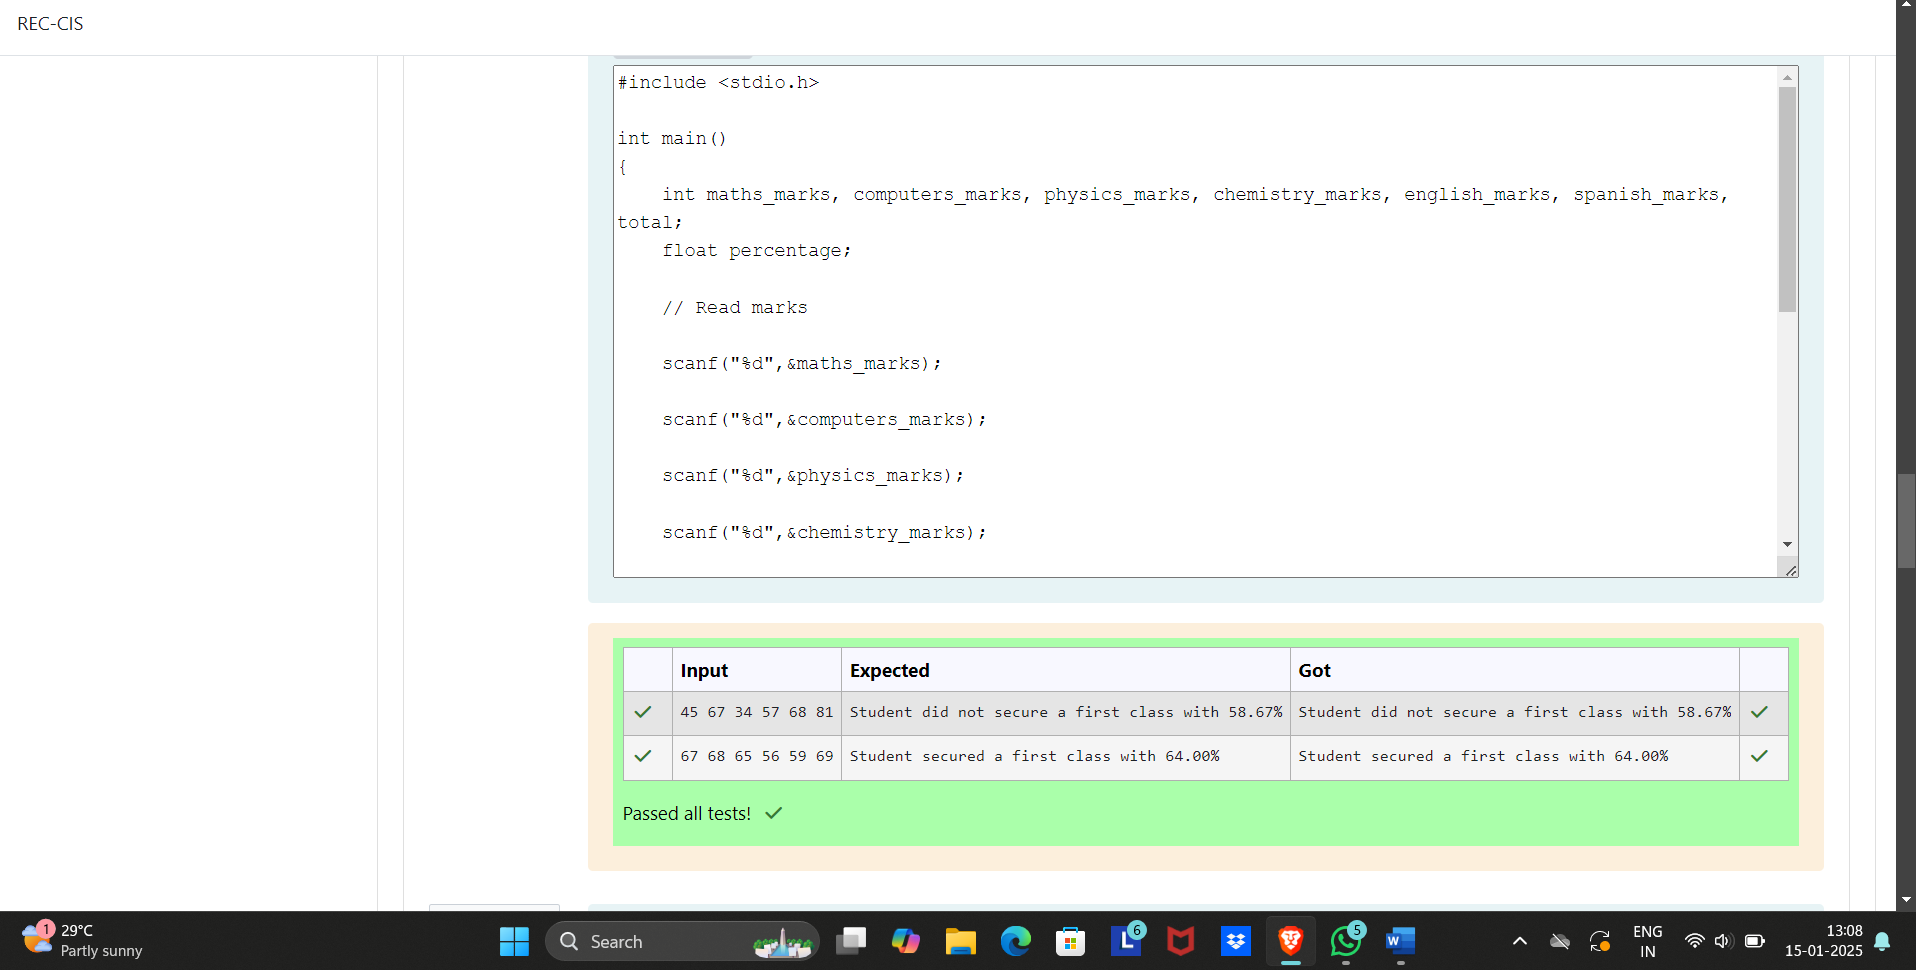 REC-CIS
#include <stdio.h>
int main()
{
int maths_marks, computers_marks, physics_marks, chemistry_marks, english_marks, spanish_marks,
total;
float percentage;
// Read marks
scanf("%d",&maths_marks);
scanf("%d",&computers_marks);
scanf("%d",&physics_marks);
scanf("%d",&chemistry_marks);
Input Expected Got
45 67 34 57 68 81 Student did not secure a first class with 58.67% Student did not secure a first class with 58.67%
67 68 65 56 59 69 Student secured a first class with 64.00% Student secured a first class with 64.00%
Passed all tests!
1
29°C
Partly sunny
Search
L
6
5
W
ENG
IN
13:08
15-01-2025